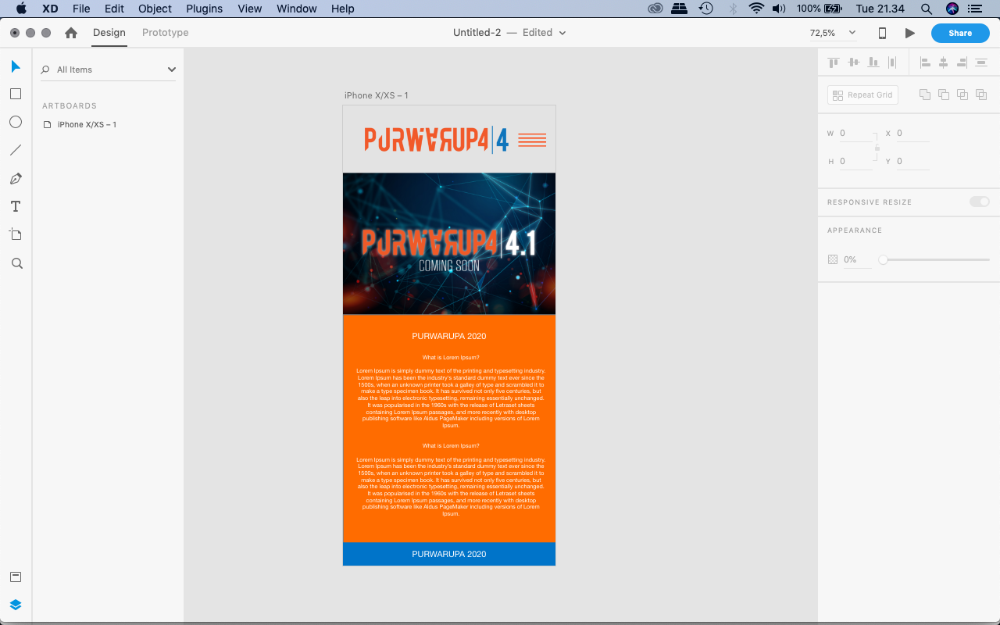 XD File Edit Object Plugins View Window Help 100% Tue 21.34
Design Prototype Untitled-2 — Edited 72,5% Share
All Items
ARTBOARDS
iPhone X/XS – 1
iPhone X/XS – 1
PURWARUP4|4
PURWARUP4|4.1
COMING SOON
PURWARUPA 2020
What is Lorem Ipsum?
Lorem Ipsum is simply dummy text of the printing and typesetting industry.
Lorem Ipsum has been the industry's standard dummy text ever since the
1500s, when an unknown printer took a galley of type and scrambled it to
make a type specimen book. It has survived not only five centuries, but
also the leap into electronic typesetting, remaining essentially unchanged.
It was popularised in the 1960s with the release of Letraset sheets
containing Lorem Ipsum passages, and more recently with desktop
publishing software like Aldus PageMaker including versions of Lorem
Ipsum.
What is Lorem Ipsum?
Lorem Ipsum is simply dummy text of the printing and typesetting industry.
Lorem Ipsum has been the industry's standard dummy text ever since the
1500s, when an unknown printer took a galley of type and scrambled it to
make a type specimen book. It has survived not only five centuries, but
also the leap into electronic typesetting, remaining essentially unchanged.
It was popularised in the 1960s with the release of Letraset sheets
containing Lorem Ipsum passages, and more recently with desktop
publishing software like Aldus PageMaker including versions of Lorem
Ipsum.
PURWARUPA 2020
Repeat Grid
W 0 X 0
H 0 Y 0
RESPONSIVE RESIZE
APPEARANCE
0%